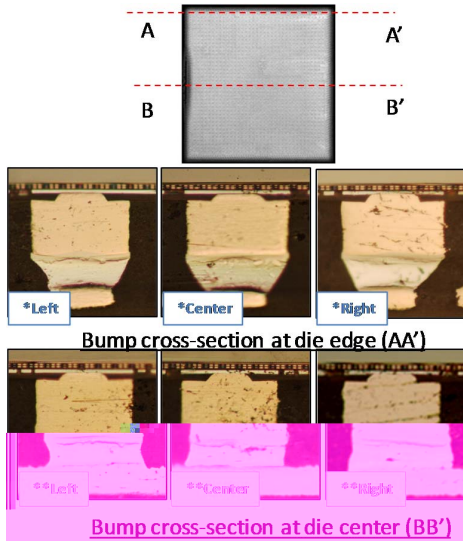 A A’
B B’
*Left *Center *Right
Bump cross-section at die edge (AA’)
**Left **Center **Right
Bump cross-section at die center (BB’)